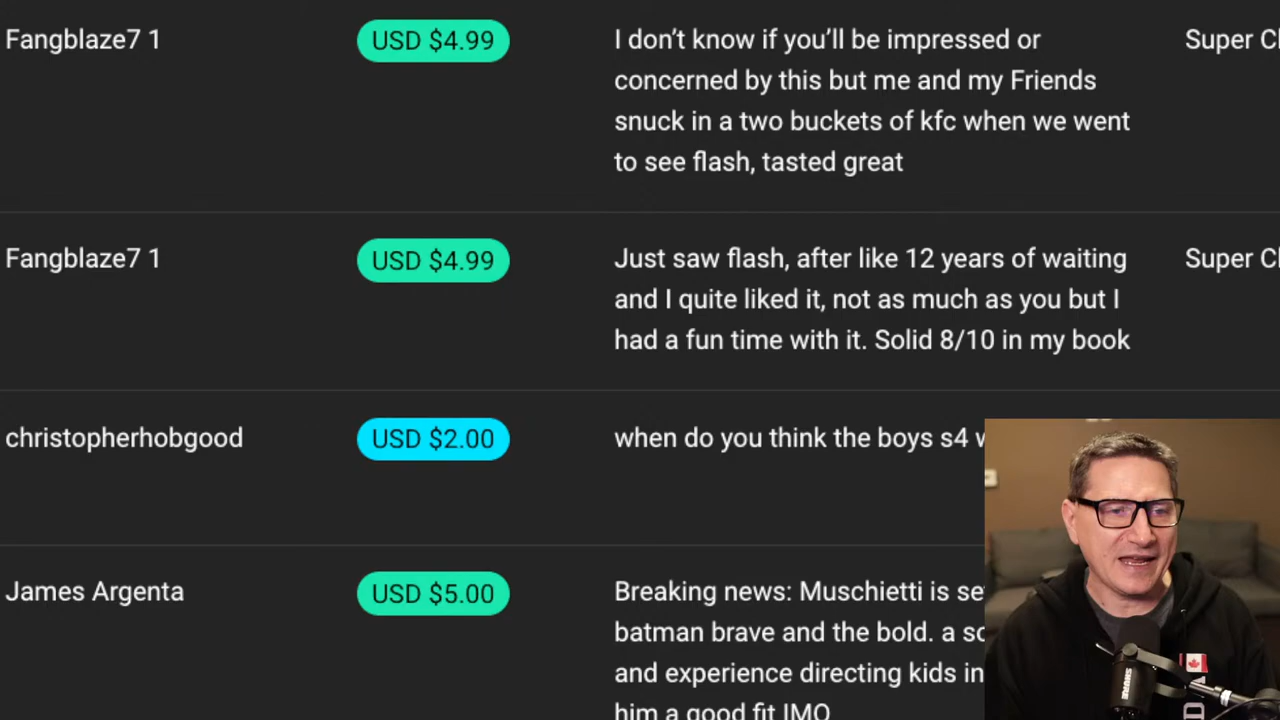 Fangblaze7 1
USD $4.99
I don't know if you'll be impressed or
concerned by this but me and my Friends
snuck in a two buckets of kfc when we went
to see flash, tasted great
Super
Fangblaze7 1
USD $4.99
Just saw flash, after like 12 years of waiting
and I quite liked it, not as much as you but I
had a fun time with it. Solid 8/10 in my book
Super
christopherhobgood
USD $2.00
when do you think the boys s4
James Argenta
USD $5.00
Breaking news: Muschietti is
batman brave and the bold. a
and experience directing kids in
him a good fit IMO
SHURE